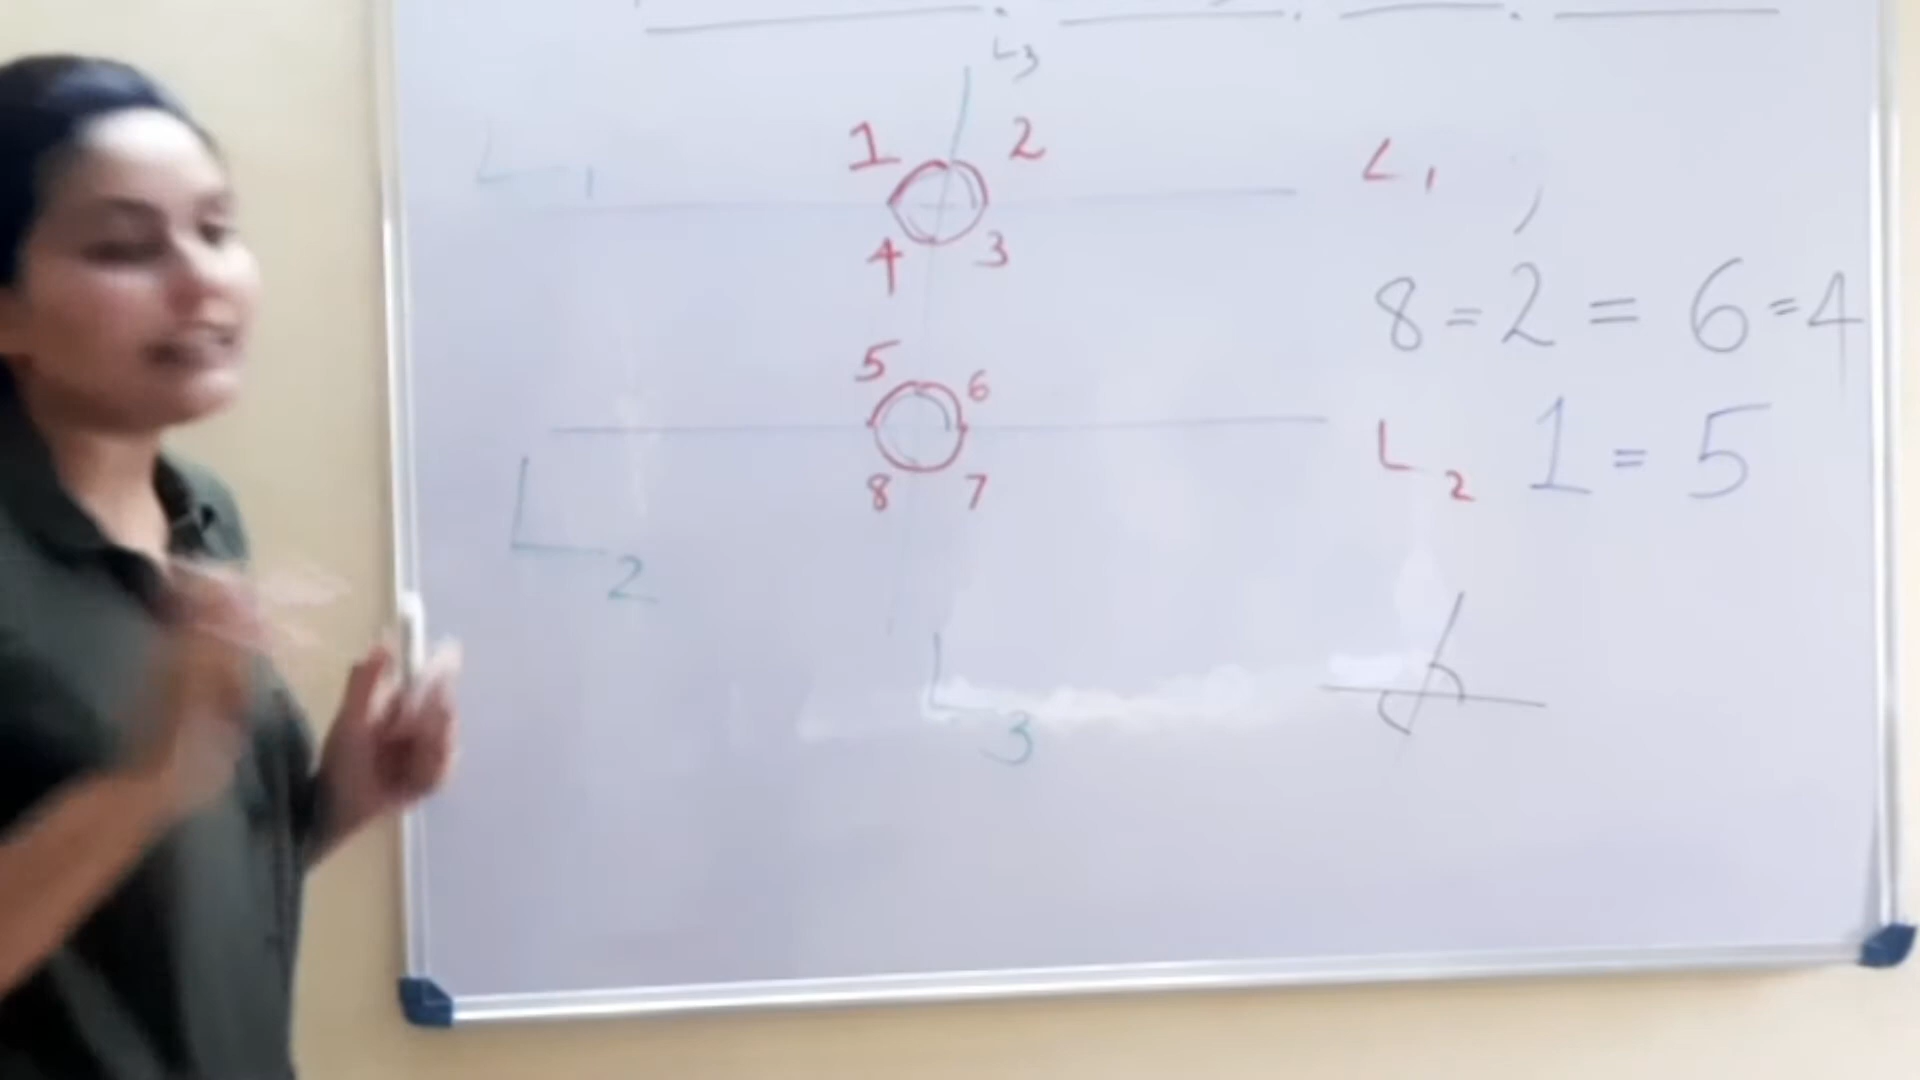 L3
L1
1 2
4 3
5 6
8 7
L2
L3
L1
8 = 2 = 6 = 4
L2 1 = 5